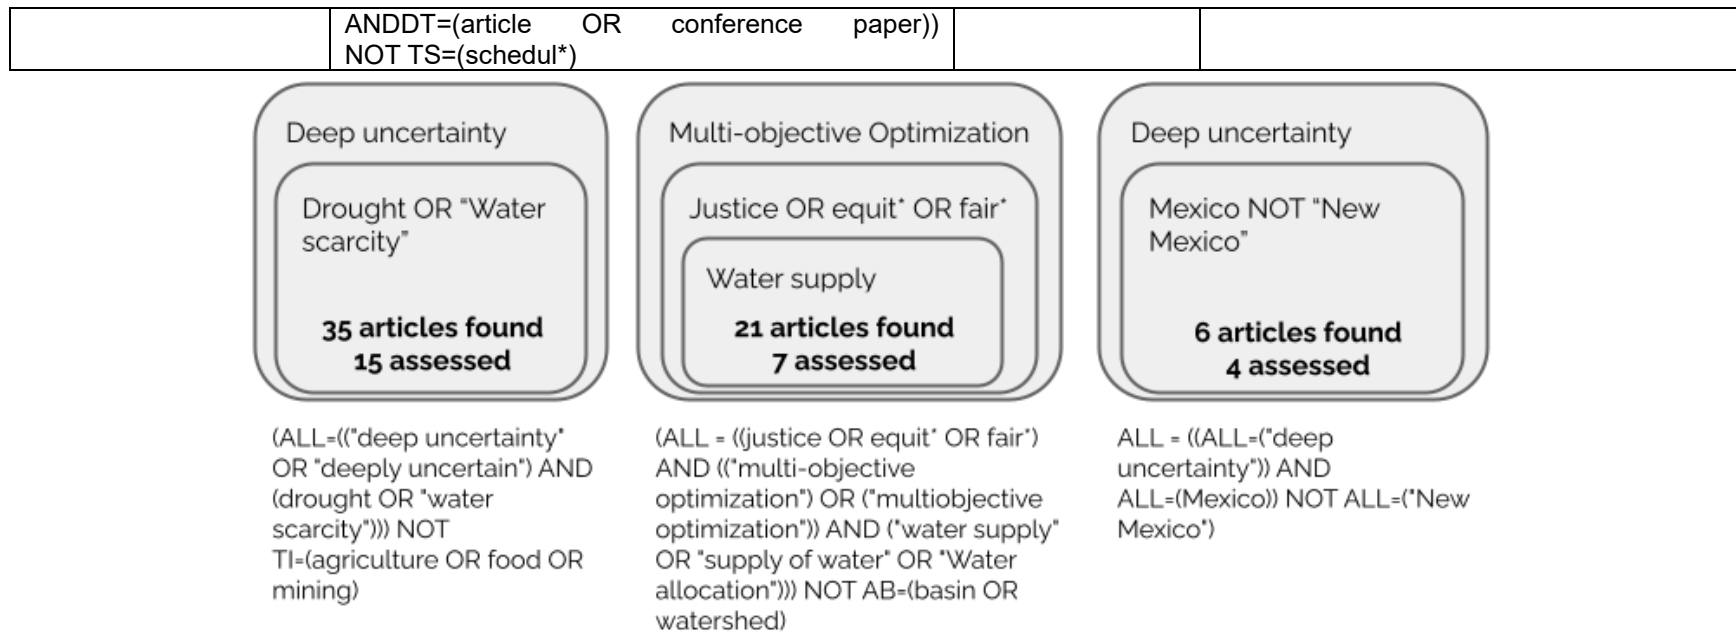 ANDDT=(article OR conference paper))
NOT TS=(schedul*)
Deep uncertainty
Drought OR “Water
scarcity”
35 articles found
15 assessed
(ALL=(("deep uncertainty"
OR "deeply uncertain") AND
(drought OR "water
scarcity"))) NOT
TI=(agriculture OR food OR
mining)
Multi-objective Optimization
Justice OR equit* OR fair*
Water supply
21 articles found
7 assessed
(ALL = ((justice OR equit* OR fair*)
AND (("multi-objective
optimization") OR ("multiobjective
optimization")) AND ("water supply"
OR "supply of water" OR "Water
allocation"))) NOT AB=(basin OR
watershed)
Deep uncertainty
Mexico NOT “New
Mexico”
6 articles found
4 assessed
ALL = ((ALL=("deep
uncertainty")) AND
ALL=(Mexico)) NOT ALL=("New
Mexico")